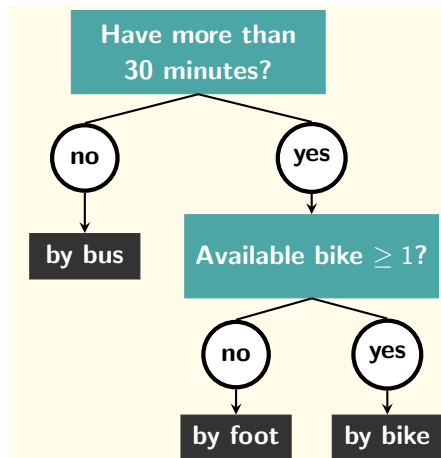 Have more than
30 minutes?
no
yes
by bus
Available bike ≥ 1?
no
yes
by foot
by bike